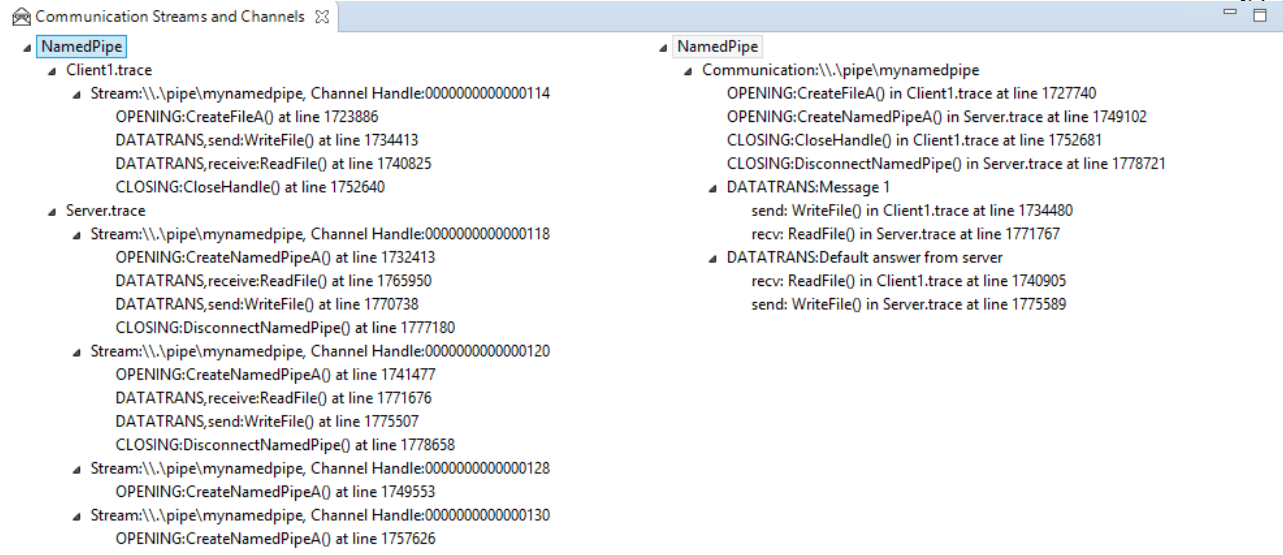 Communication Streams and Channels
NamedPipe
Client1.trace
Stream:\\.\pipe\mynamedpipe, Channel Handle:0000000000000114
OPENING:CreateFileA() at line 1723886
DATATRANS,send:WriteFile() at line 1734413
DATATRANS,receive:ReadFile() at line 1740825
CLOSING:CloseHandle() at line 1752640
Server.trace
Stream:\\.\pipe\mynamedpipe, Channel Handle:0000000000000118
OPENING:CreateNamedPipeA() at line 1732413
DATATRANS,receive:ReadFile() at line 1765950
DATATRANS,send:WriteFile() at line 1770738
CLOSING:DisconnectNamedPipe() at line 1777180
Stream:\\.\pipe\mynamedpipe, Channel Handle:0000000000000120
OPENING:CreateNamedPipeA() at line 1741477
DATATRANS,receive:ReadFile() at line 1771676
DATATRANS,send:WriteFile() at line 1775507
CLOSING:DisconnectNamedPipe() at line 1778658
Stream:\\.\pipe\mynamedpipe, Channel Handle:0000000000000128
OPENING:CreateNamedPipeA() at line 1749553
Stream:\\.\pipe\mynamedpipe, Channel Handle:0000000000000130
OPENING:CreateNamedPipeA() at line 1757626
NamedPipe
Communication:\\.\pipe\mynamedpipe
OPENING:CreateFileA() in Client1.trace at line 1727740
OPENING:CreateNamedPipeA() in Server.trace at line 1749102
CLOSING:CloseHandle() in Client1.trace at line 1752681
CLOSING:DisconnectNamedPipe() in Server.trace at line 1778721
DATATRANS:Message 1
send: WriteFile() in Client1.trace at line 1734480
recv: ReadFile() in Server.trace at line 1771767
DATATRANS:Default answer from server
recv: ReadFile() in Client1.trace at line 1740905
send: WriteFile() in Server.trace at line 1775589